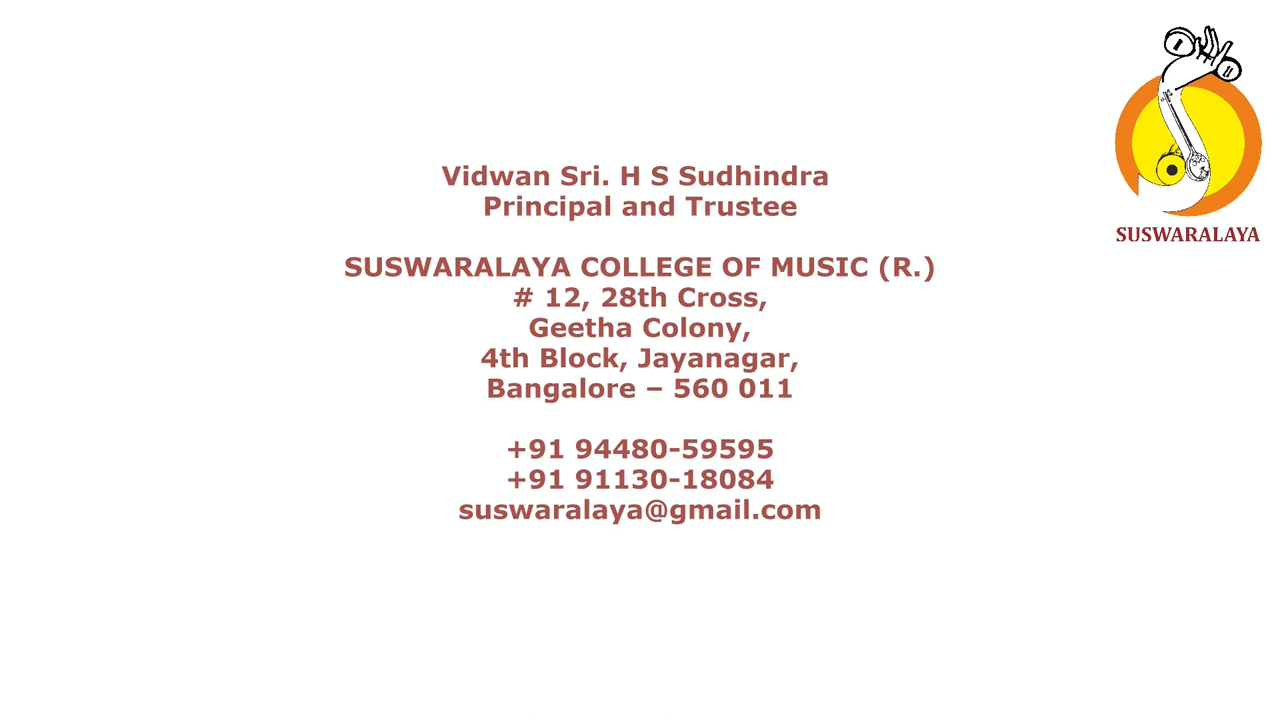 Vidwan Sri. H S Sudhindra
Principal and Trustee
SUSWARALAYA COLLEGE OF MUSIC (R.)
# 12, 28th Cross,
Geetha Colony,
4th Block, Jayanagar,
Bangalore – 560 011
+91 94480-59595
+91 91130-18084
suswaralaya@gmail.com
SUSWARALAYA